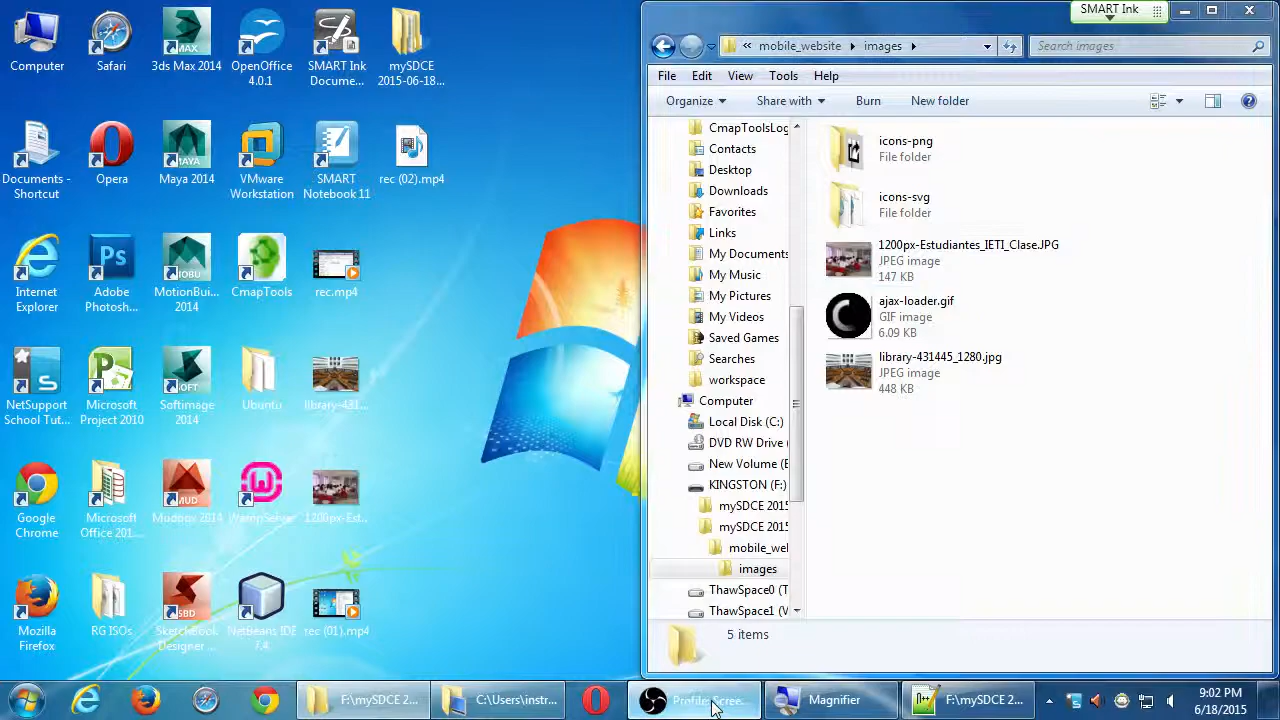 Computer
Safari
3ds Max 2014
OpenOffice
4.0.1
SMART Ink
Docume...
mySDCE
2015-06-18...
Documents -
Shortcut
Opera
Maya 2014
VMware
Workstation
SMART
Notebook 11
rec (02).mp4
Internet
Explorer
Adobe
Photosh...
MotionBui...
2014
CmapTools
rec.mp4
NetSupport
School Tut...
Microsoft
Project 2010
Softimage
2014
Ubuntu
library-431...
Google
Chrome
Microsoft
Office 201...
Mudbox 2014
WampServer
1200px-Est...
Mozilla
Firefox
RG ISOs
SketchBook
Designer ...
NetBeans IDE
7.4
rec (01).mp4
SMART Ink
mobile_website
images
Search images
File
Edit
View
Tools
Help
Organize
Share with
Burn
New folder
CmapToolsLog
Contacts
Desktop
Downloads
Favorites
Links
My Documents
My Music
My Pictures
My Videos
Saved Games
Searches
workspace
Computer
Local Disk (C:)
DVD RW Drive (
New Volume (E
KINGSTON (F:)
mySDCE 2015
mySDCE 2015
mobile_wel
images
ThawSpace0 (T
ThawSpace1 (V
icons-png
File folder
icons-svg
File folder
1200px-Estudiantes_IETI_Clase.JPG
JPEG image
147 KB
ajax-loader.gif
GIF image
6.09 KB
library-431445_1280.jpg
JPEG image
448 KB
5 items
F:\mySDCE 2...
C:\Users\instr...
Profile: Scree...
Magnifier
F:\mySDCE 2...
9:02 PM
6/18/2015